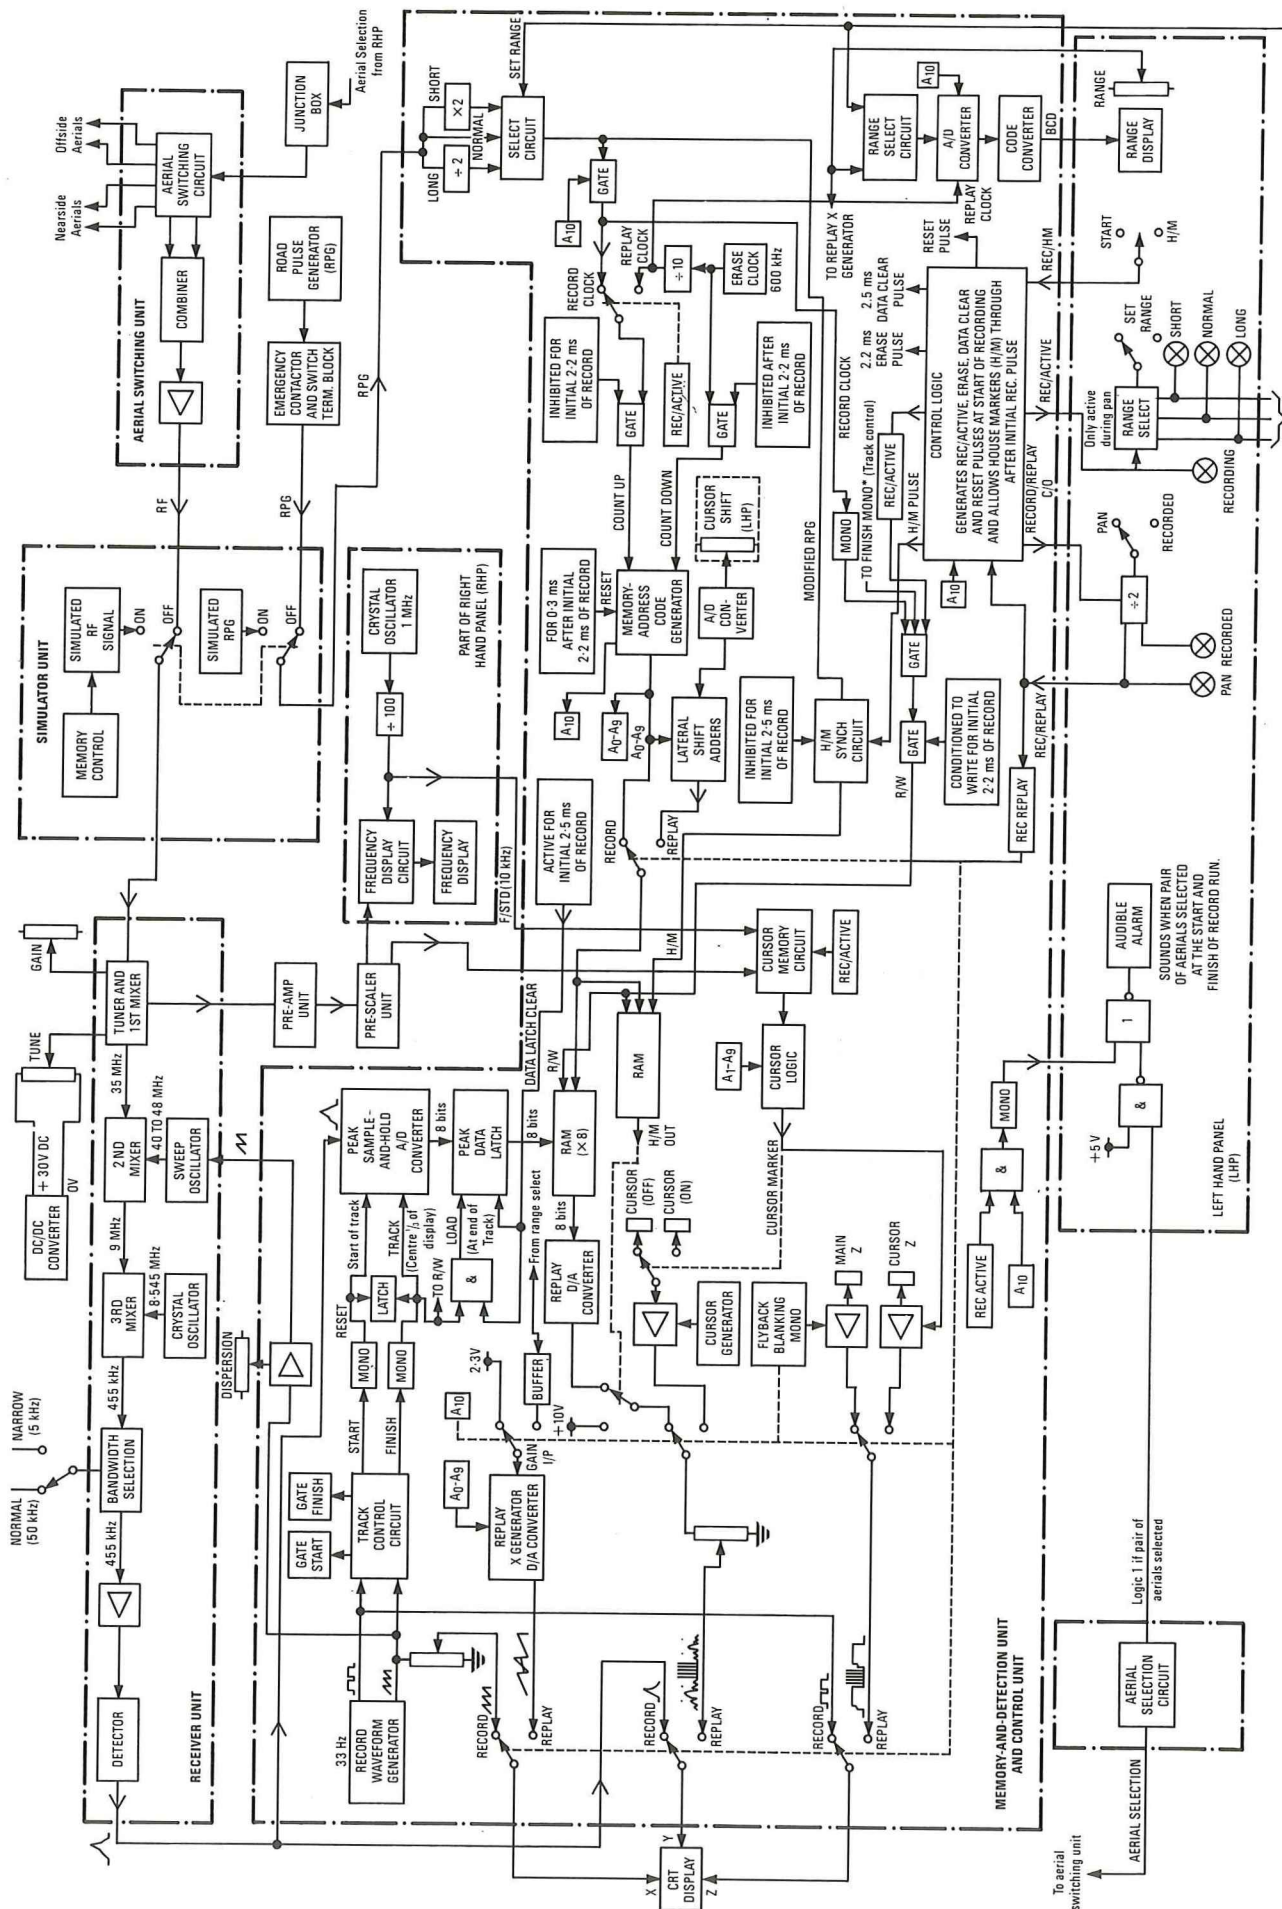 Nearside
Aerials
Offside
Aerials
AERIAL
SWITCHING
CIRCUIT
COMBINER
AERIAL SWITCHING UNIT
JUNCTION
BOX
Aerial Selection
from RHP
ROAD
PULSE
GENERATOR
(RPG)
EMERGENCY
CONTACTOR
AND SWITCH
TERM. BLOCK
RF
RPG
RPG
SIMULATOR UNIT
MEMORY
CONTROL
SIMULATED
RF
SIGNAL
ON
OFF
SIMULATED
RPG
ON
OFF
CRYSTAL
OSCILLATOR
1 MHz
PART OF RIGHT
HAND PANEL (RHP)
÷ 100
FREQUENCY
DISPLAY
CIRCUIT
FREQUENCY
DISPLAY
F/STD (10 kHz)
GAIN
TUNE
+ 30V DC
0V
DC/DC
CONVERTER
TUNER AND
1ST MIXER
35 MHz
2ND
MIXER
40 TO 48 MHz
SWEEP
OSCILLATOR
9 MHz
3RD
MIXER
8·545 MHz
CRYSTAL
OSCILLATOR
455 kHz
NARROW
(5 kHz)
NORMAL
(50 kHz)
BANDWIDTH
SELECTION
455 kHz
DETECTOR
RECEIVER UNIT
PRE-AMP
UNIT
PRE-SCALER
UNIT
DISPERSION
LONG
÷ 2
NORMAL
SHORT
×2
SELECT
CIRCUIT
SET RANGE
GATE
A10
RECORD
CLOCK
REPLAY
CLOCK
÷ 10
ERASE
CLOCK
600 kHz
INHIBITED FOR
INITIAL 2·2 ms
OF RECORD
GATE
REC/ACTIVE
GATE
INHIBITED AFTER
INITIAL 2·2 ms
OF RECORD
COUNT UP
COUNT DOWN
CURSOR
SHIFT
(LHP)
FOR 0·3 ms
AFTER INITIAL
2·2 ms OF RECORD
RESET
MEMORY-
ADDRESS
CODE
GENERATOR
A/D
CON-
VERTER
A10
A0–A9
A0–A9
LATERAL
SHIFT
ADDERS
ACTIVE FOR
INITIAL 2·5 ms
OF RECORD
RECORD
REPLAY
INHIBITED FOR
INITIAL 2·5 ms
OF RECORD
H/M
SYNCH
CIRCUIT
MODIFIED RPG
RECORD CLOCK
MONO
TO FINISH MONO* (Track control)
REC/ACTIVE
H/M PULSE
GATE
GATE
R/W
CONDITIONED TO
WRITE FOR INITIAL
2·2 ms OF RECORD
REC REPLAY
REC/REPLAY
TO REPLAY X
GENERATOR
2.5 ms
DATA CLEAR
PULSE
2.2 ms
ERASE
PULSE
RESET
PULSE
CONTROL LOGIC
GENERATES REC/ACTIVE, ERASE, DATA CLEAR
AND RESET PULSES AT START OF RECORDING
AND ALLOWS HOUSE MARKERS (H/M) THROUGH
AFTER INITIAL REC. PULSE
A10
RANGE
SELECT
CIRCUIT
A10
A/D
CONVERTER
REPLAY
CLOCK
CODE
CONVERTER
BCD
RANGE
RANGE
DISPLAY
START
H/M
REC/HM
REC/ACTIVE
RECORD/REPLAY
C/O
Only active
during pan
RANGE
SELECT
SET
RANGE
SHORT
NORMAL
LONG
RECORDING
PAN
RECORDED
÷2
RECORDED
PAN
AUDIBLE
ALARM
SOUNDS WHEN PAIR
OF AERIALS SELECTED
AT THE START AND
FINISH OF RECORD RUN.
1
&
+5 V
LEFT HAND PANEL
(LHP)
MONO
&
REC ACTIVE
A10
DATA LATCH CLEAR
H/M
R/W
RAM
H/M
OUT
CURSOR
MEMORY
CIRCUIT
REC/ACTIVE
A1–A9
CURSOR
LOGIC
CURSOR MARKER
PEAK
SAMPLE-
AND-HOLD
A/D
CONVERTER
8 bits
PEAK
DATA
LATCH
8 bits
RAM
(× 8)
8 bits
REPLAY
D/A
CONVERTER
Start of track
TRACK
(Centre ⅓ of
display)
LOAD
(At end of
Track)
RESET
LATCH
TO R/W
&
From range select
MONO
MONO
START
FINISH
GATE
FINISH
GATE
START
TRACK
CONTROL
CIRCUIT
33 Hz
RECORD
WAVEFORM
GENERATOR
2·3V
A10
BUFFER
+10V
GAIN
I/P
A0–A9
REPLAY
X GENERATOR
D/A CONVERTER
CURSOR
(OFF)
CURSOR
(ON)
CURSOR
GENERATOR
FLYBACK
BLANKING
MONO
MAIN
Z
CURSOR
Z
RECORD
REPLAY
RECORD
REPLAY
RECORD
REPLAY
MEMORY-AND-DETECTION UNIT
AND CONTROL UNIT
X
Y
Z
CRT
DISPLAY
Logic 1 if pair of
aerials selected
AERIAL
SELECTION
CIRCUIT
AERIAL SELECTION
To aerial
switching unit